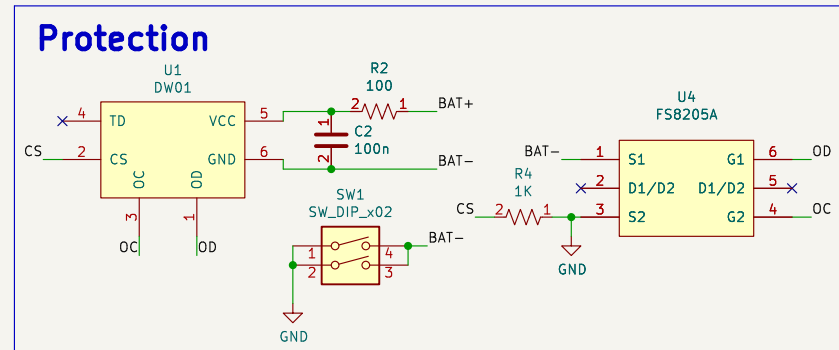 Protection
U1
DW01
4 TD VCC 5
CS 2 CS GND 6
OC OD
3 1
OC OD
R2
100
2 1 BAT+
1 C2
2 100n
BAT-
SW1
SW_DIP_x02
1 4 BAT-
2 3
GND
U4
FS8205A
BAT- 1 S1 G1 6 OD
2 D1/D2 D1/D2 5
3 S2 G2 4 OC
R4
1K
CS 2 1
GND